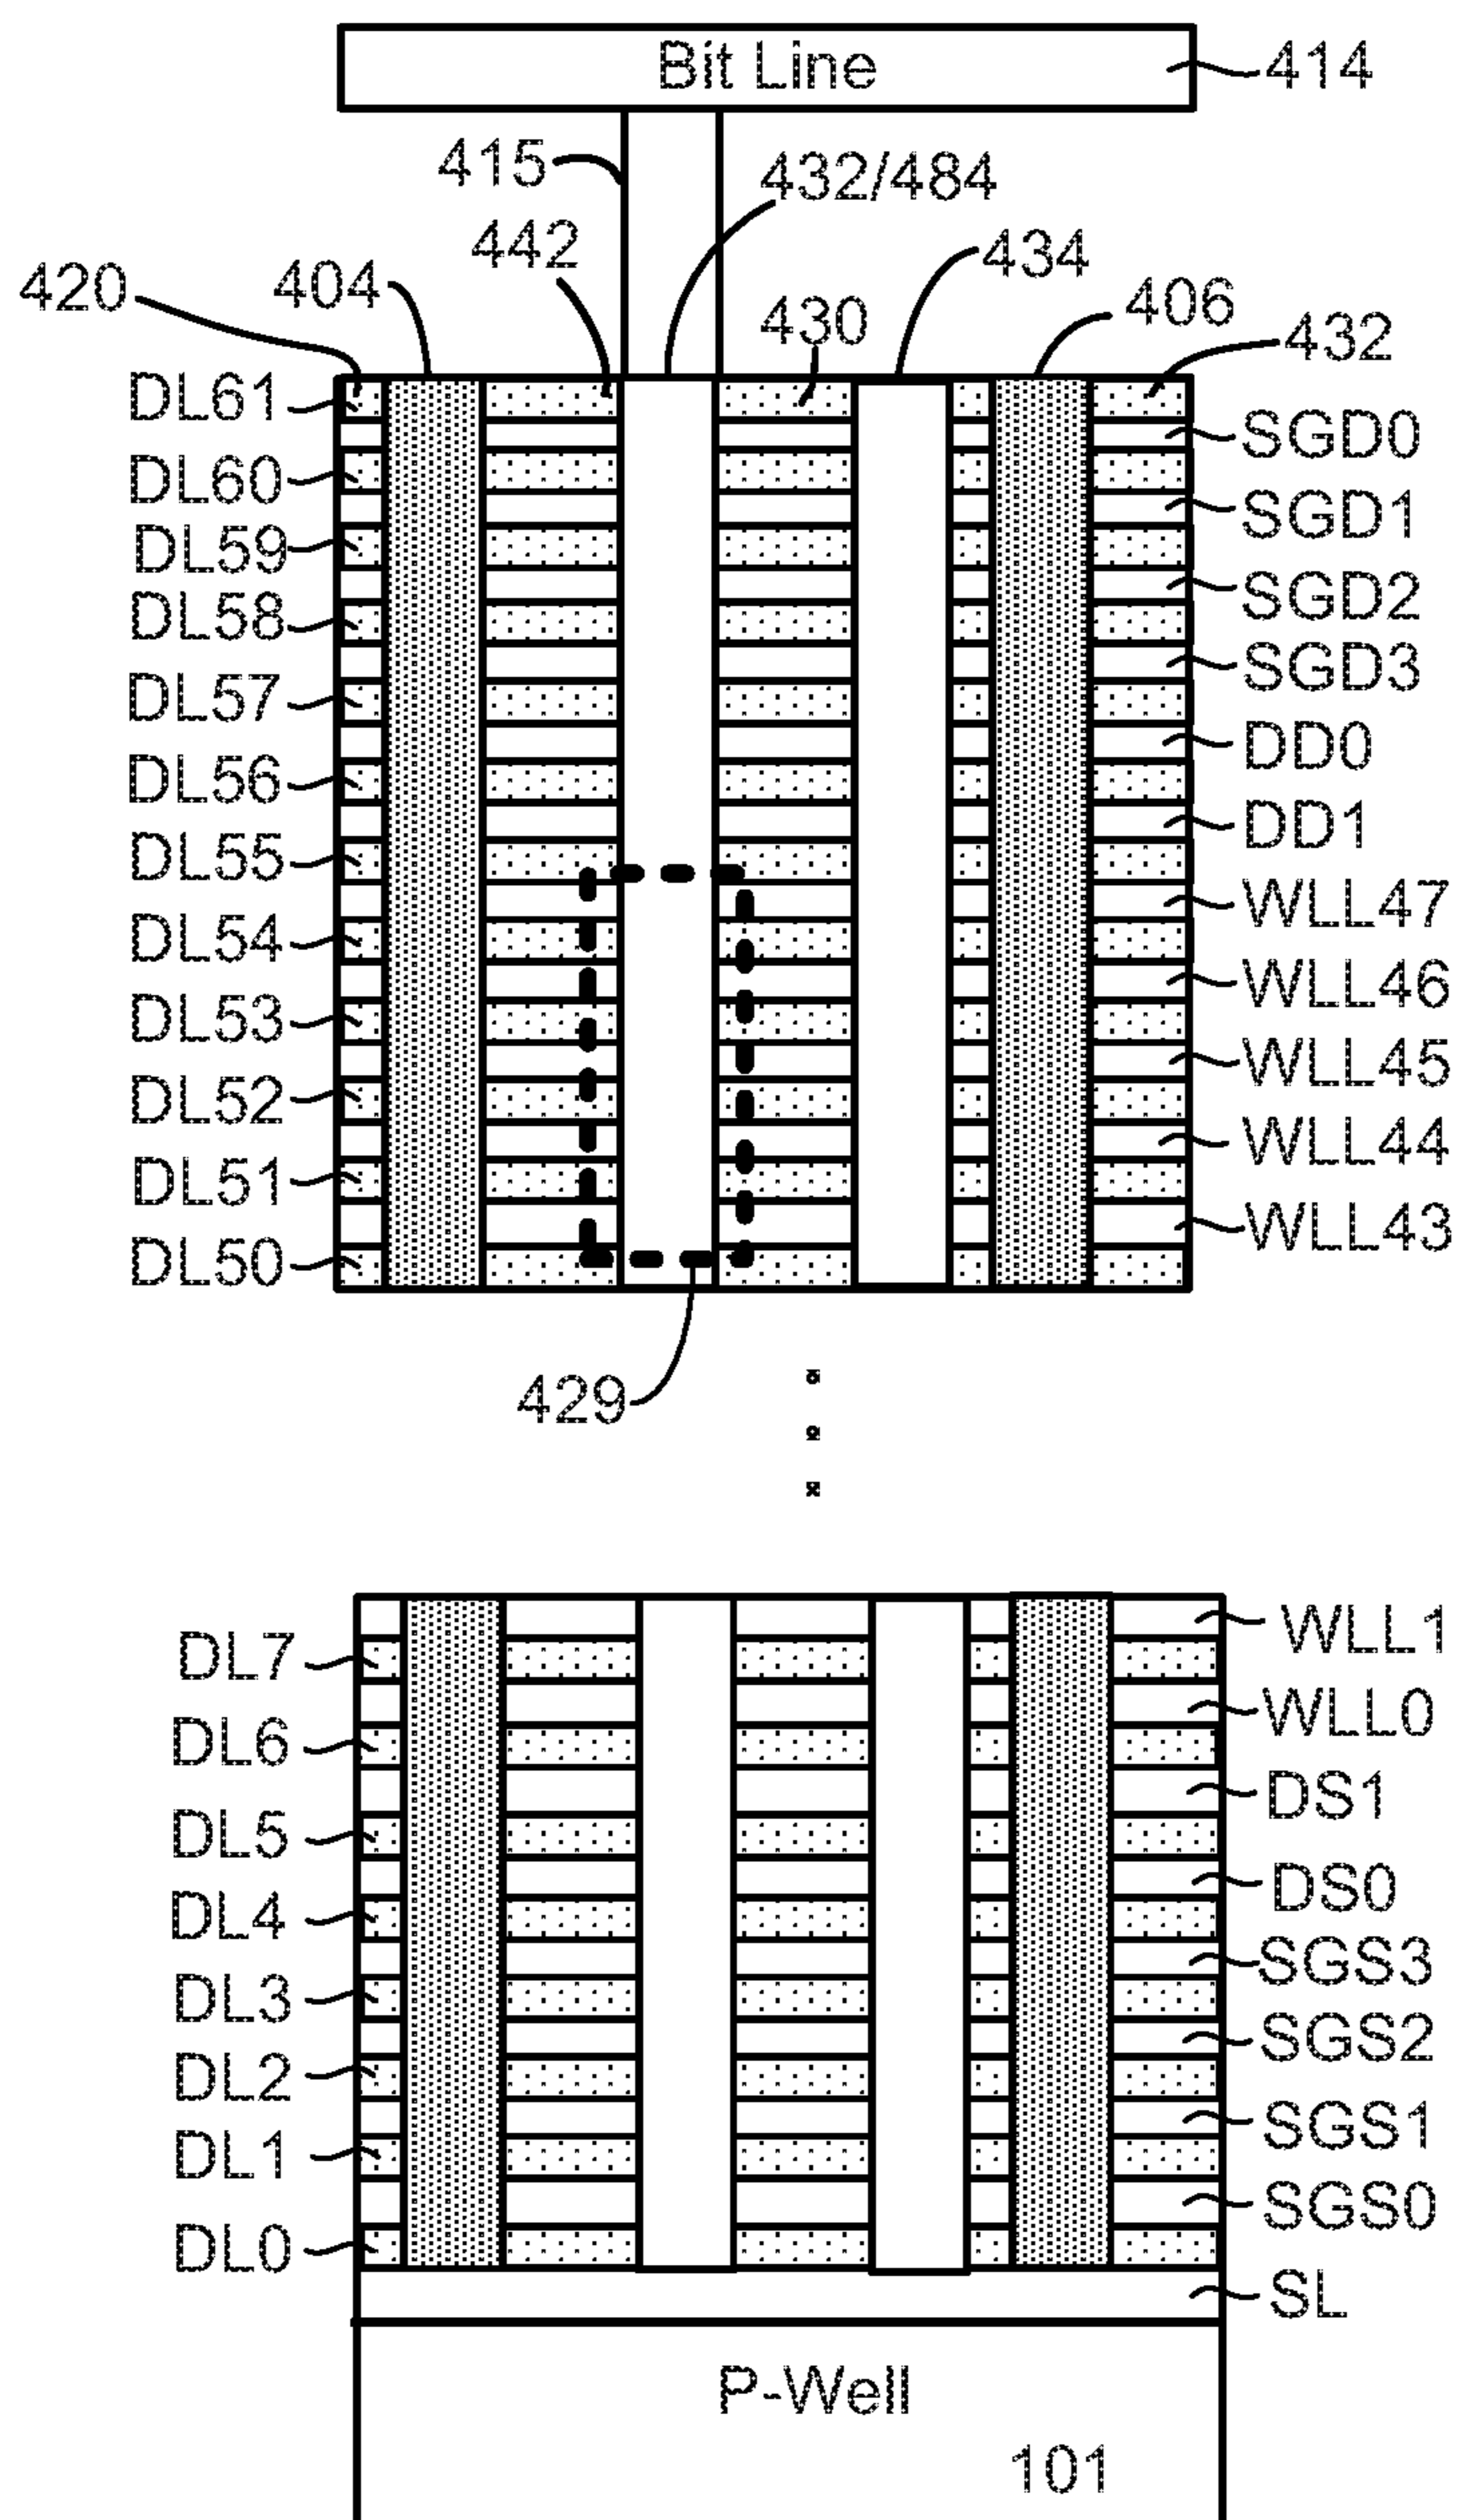 Bit Line
414
415
432/484
442
434
420
404
430
406
432
DL61
SGD0
DL60
SGD1
DL59
SGD2
DL58
SGD3
DL57
DD0
DL56
DD1
DL55
WLL47
DL54
WLL46
DL53
WLL45
DL52
WLL44
DL51
WLL43
DL50
429
WLL1
DL7
WLL0
DL6
DS1
DL5
DS0
DL4
SGS3
DL3
SGS2
DL2
SGS1
DL1
SGS0
DL0
SL
P-Well
101